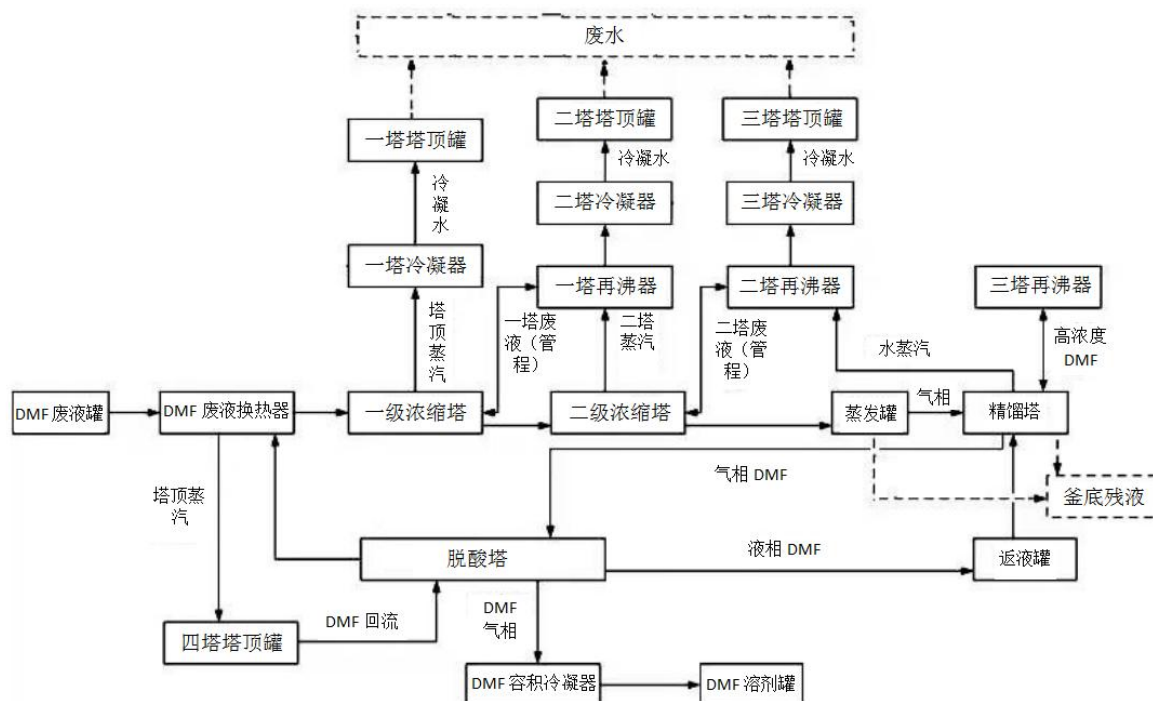 废水
一塔塔顶罐
二塔塔顶罐
三塔塔顶罐
冷
凝
水
冷凝水
冷凝水
二塔冷凝器
三塔冷凝器
一塔冷凝器
一塔再沸器
二塔再沸器
三塔再沸器
塔
顶
蒸
汽
一塔废
液（管
程）
二塔
蒸汽
二塔废
液（管
程）
水蒸汽
高浓度
DMF
DMF 废液罐
DMF 废液换热器
一级浓缩塔
二级浓缩塔
蒸发罐
气相
精馏塔
塔顶蒸
汽
气相 DMF
釜底残液
脱酸塔
液相 DMF
返液罐
四塔塔顶罐
DMF 回流
DMF
气相
DMF 容积冷凝器
DMF 溶剂罐